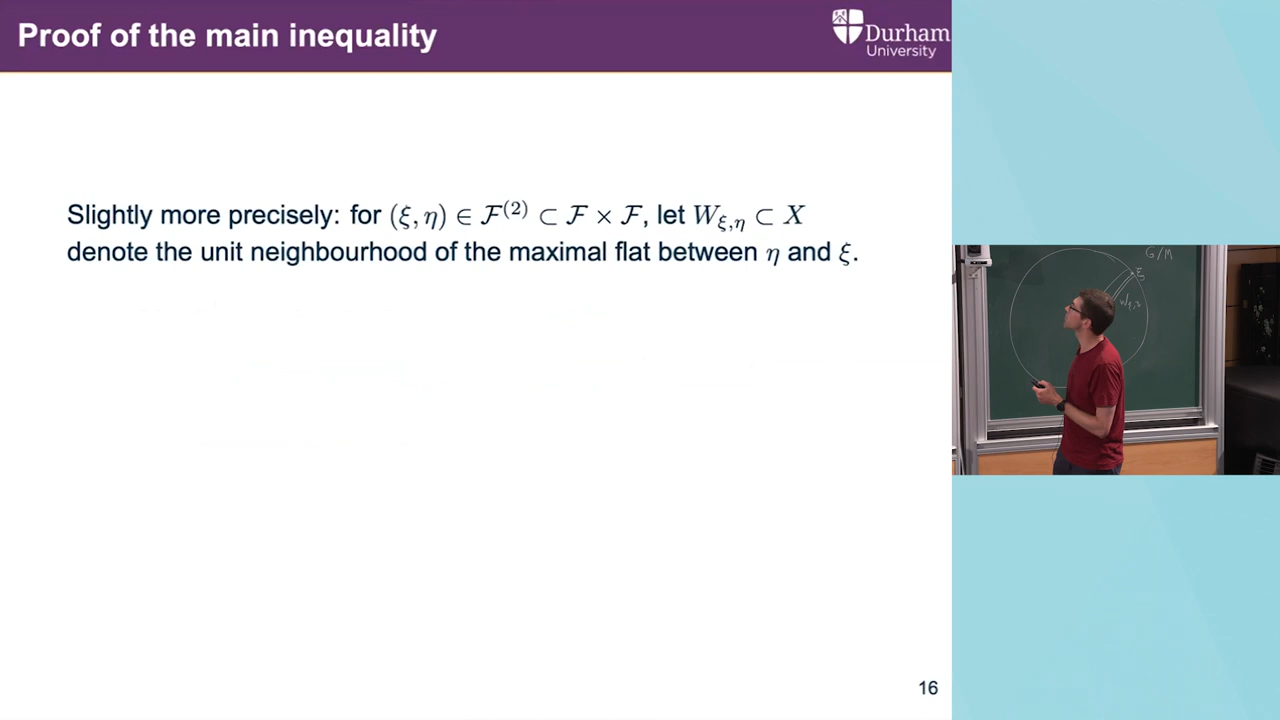 Proof of the main inequality
Durham
University
Slightly more precisely: for (ξ, η) ∈ ℱ⁽²⁾ ⊂ ℱ × ℱ, let W_{ξ,η} ⊂ X
denote the unit neighbourhood of the maximal flat between η and ξ.
G/M
ξ
16